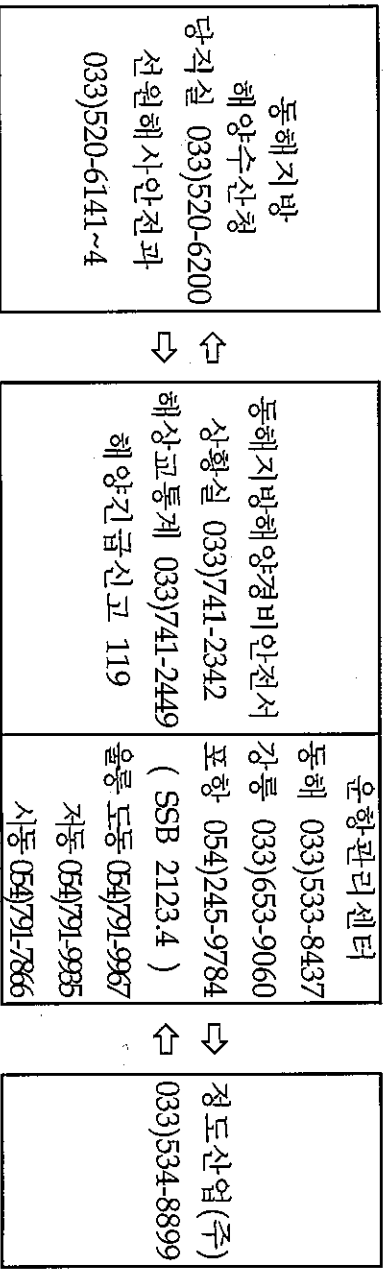 동해지방
해양수산청
당직실 033)520-6200
선원해사안전과
033)520-6141~4
⇧
⇩
동해지방해양경비안전서
상황실 033)741-2342
해상교통계 033)741-2449
해양긴급신고 119
운항관리센터
동해 033)533-8437
강릉 033)653-9060
포항 054)245-9784
( SSB 2123.4 )
울릉 도동 054)791-9967
저동 054)791-9935
사동 054)791-7866
⇩
⇧
정도산업(주)
033)534-8899